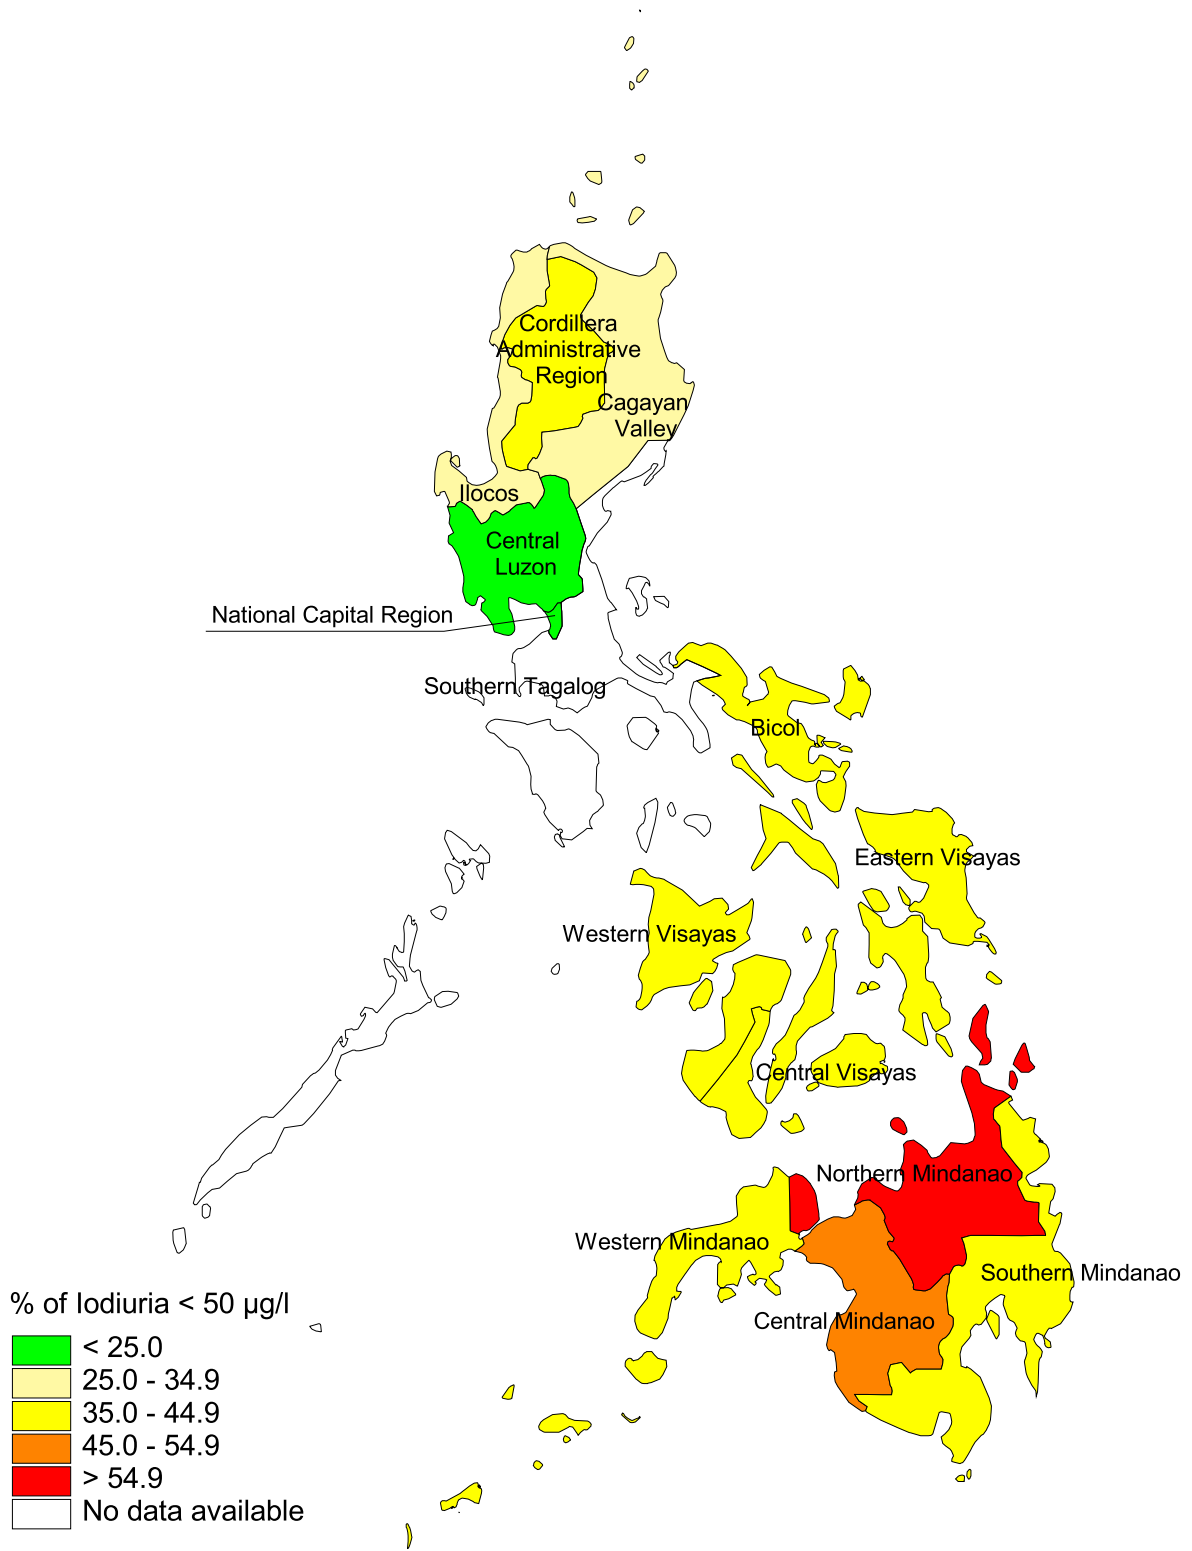 Cordillera
Administrative
Region
Cagayan
Valley
Ilocos
Central
Luzon
National Capital Region
Southern Tagalog
Bicol
Eastern Visayas
Western Visayas
Central Visayas
Northern Mindanao
Western Mindanao
Southern Mindanao
Central Mindanao
% of Iodiuria < 50 µg/l
< 25.0
25.0 - 34.9
35.0 - 44.9
45.0 - 54.9
> 54.9
No data available